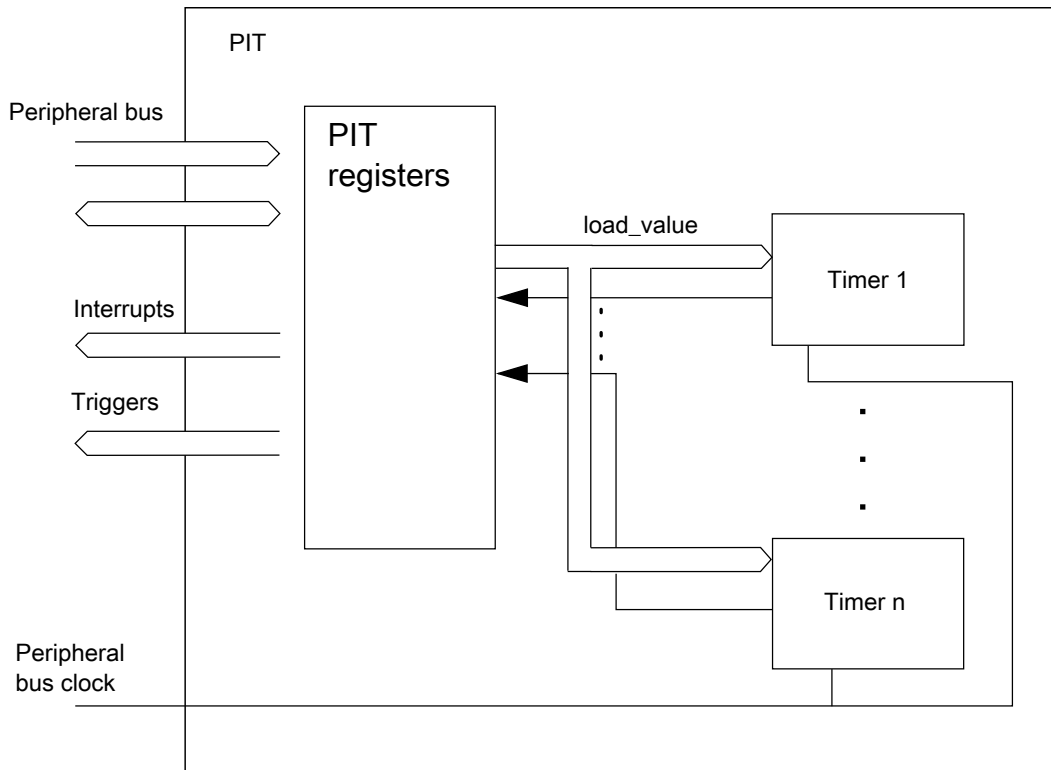 PIT
Peripheral bus
PIT
registers
load_value
Timer 1
Interrupts
Triggers
Timer n
Peripheral
bus clock